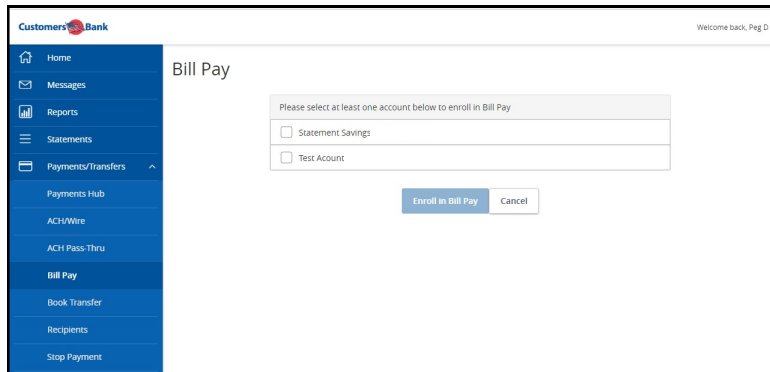 Customers Bank
Welcome back, Peg D
Home
Messages
Reports
Statements
Payments/Transfers
Payments Hub
ACH/Wire
ACH Pass-Thru
Bill Pay
Book Transfer
Recipients
Stop Payment
Bill Pay
Please select at least one account below to enroll in Bill Pay
Statement Savings
Test Acount
Enroll in Bill Pay Cancel